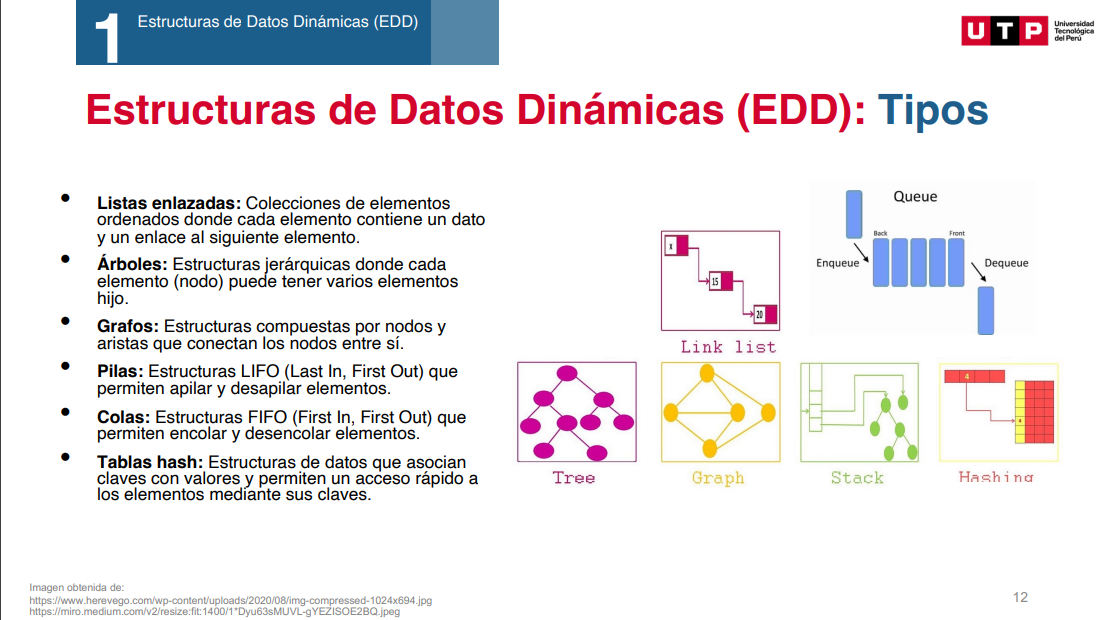 1
Estructuras de Datos Dinámicas (EDD)
UTP
Universidad
Tecnológica
del Perú
Estructuras de Datos Dinámicas (EDD): Tipos
• Listas enlazadas: Colecciones de elementos
ordenados donde cada elemento contiene un dato
y un enlace al siguiente elemento.
• Árboles: Estructuras jerárquicas donde cada
elemento (nodo) puede tener varios elementos
hijo.
• Grafos: Estructuras compuestas por nodos y
aristas que conectan los nodos entre sí.
• Pilas: Estructuras LIFO (Last In, First Out) que
permiten apilar y desapilar elementos.
• Colas: Estructuras FIFO (First In, First Out) que
permiten encolar y desencolar elementos.
• Tablas hash: Estructuras de datos que asocian
claves con valores y permiten un acceso rápido a
los elementos mediante sus claves.
Queue
Back
Front
Enqueue
Dequeue
x
15
20
Link list
Tree
Graph
Stack
4
4
Hashing
Imagen obtenida de:
https://www.herevego.com/wp-content/uploads/2020/08/img-compressed-1024x694.jpg
https://miro.medium.com/v2/resize:fit:1400/1*Dyu63sMUVL-gYEZISOE2BQ.jpeg
12